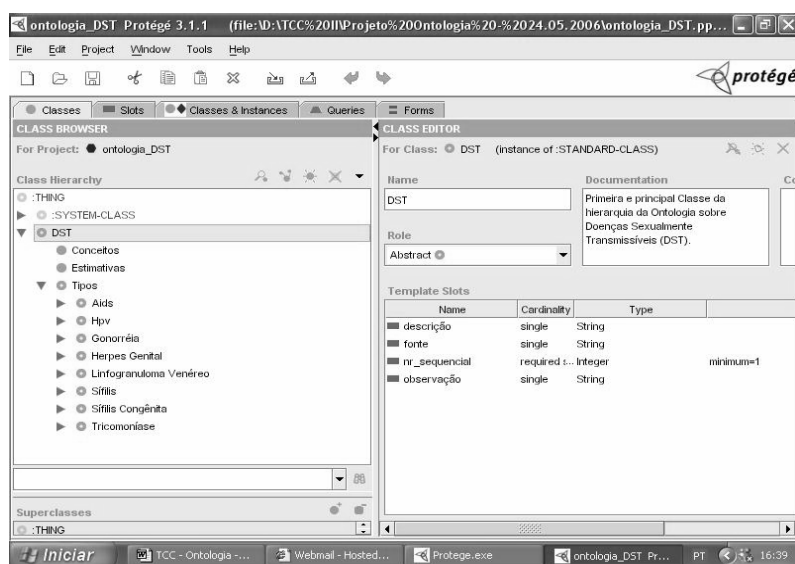 ontologia_DST Protégé 3.1.1 (file:\D:\TCC%20II\Projeto%20Ontologia%20-%2024.05.2006\ontologia_DST.pp...
File Edit Project Window Tools Help
protégé
Classes Slots Classes & Instances Queries Forms
CLASS BROWSER
For Project: ontologia_DST
Class Hierarchy
:THING
:SYSTEM-CLASS
DST
Conceitos
Estimativas
Tipos
Aids
Hpv
Gonorréia
Herpes Genital
Linfogranuloma Venéreo
Sífilis
Sífilis Congênita
Tricomoníase
Superclasses
:THING
CLASS EDITOR
For Class: DST (instance of :STANDARD-CLASS)
Name
DST
Role
Abstract
Documentation
Primeira e principal Classe da
hierarquia da Ontologia sobre
Doenças Sexualmente
Transmissíveis (DST).
Co
Template Slots
Name Cardinality Type
descrição single String
fonte single String
nr_sequencial required s... Integer minimum=1
observação single String
Iniciar TCC - Ontologia -... Webmail - Hosted... Protege.exe ontologia_DST Pr... PT 16:39